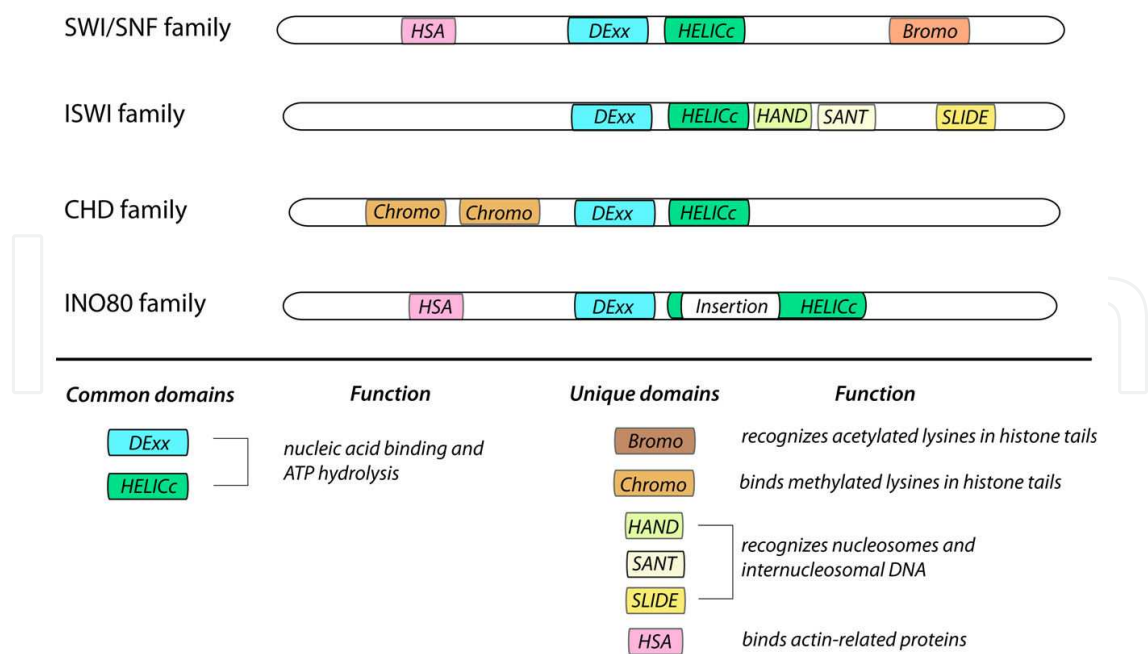 SWI/SNF family HSA DExx HELICc Bromo
ISWI family DExx HELICc HAND SANT SLIDE
CHD family Chromo Chromo DExx HELICc
INO80 family HSA DExx Insertion HELICc
Common domains Function Unique domains Function
DExx
HELICc
nucleic acid binding and
ATP hydrolysis
Bromo recognizes acetylated lysines in histone tails
Chromo binds methylated lysines in histone tails
HAND
SANT
SLIDE
recognizes nucleosomes and
internucleosomal DNA
HSA binds actin-related proteins